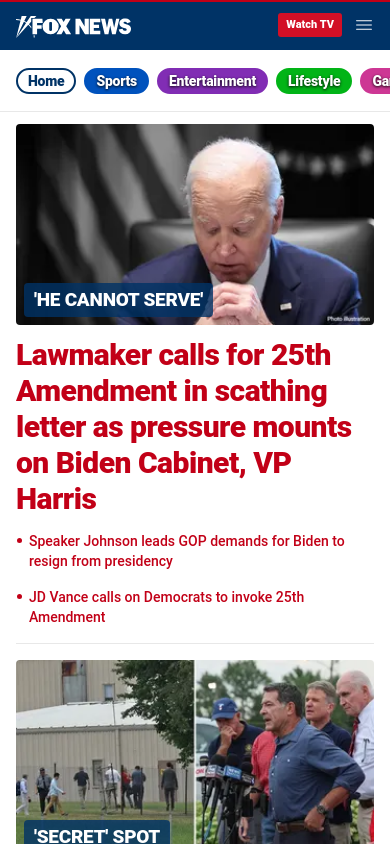 FOX NEWS
Watch TV
Home
Sports
Entertainment
Lifestyle
Ga
'HE CANNOT SERVE'
Photo illustration
Lawmaker calls for 25th
Amendment in scathing
letter as pressure mounts
on Biden Cabinet, VP
Harris
• Speaker Johnson leads GOP demands for Biden to
resign from presidency
• JD Vance calls on Democrats to invoke 25th
Amendment
'SECRET' SPOT